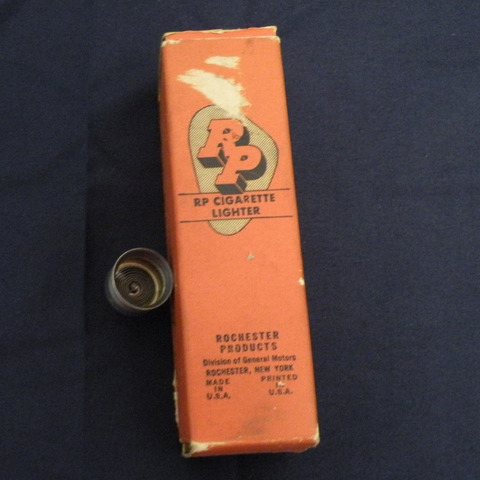 RP
RP CIGARETTE
LIGHTER
ROCHESTER
PRODUCTS
Division of General Motors
ROCHESTER, NEW YORK
MADE PRINTED
IN IN
U.S.A. U.S.A.